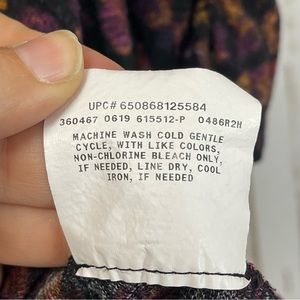 UPC# 650868125584
360467 0619 615512-P 0486R2H
MACHINE WASH COLD GENTLE
CYCLE, WITH LIKE COLORS,
NON-CHLORINE BLEACH ONLY,
IF NEEDED, LINE DRY, COOL
IRON, IF NEEDED